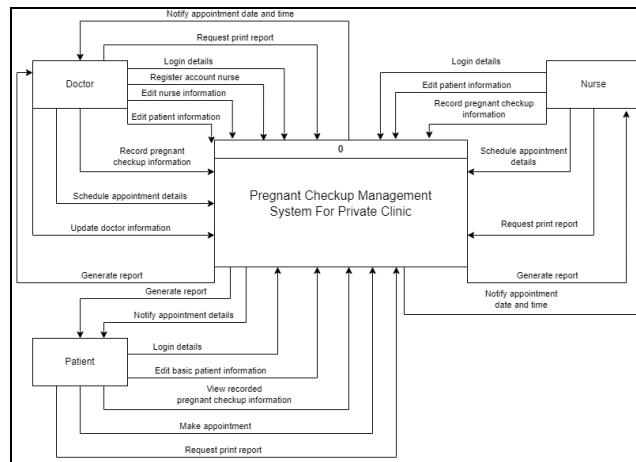 Notify appointment date and time
Request print report
Doctor
Login details
Register account nurse
Edit nurse information
Edit patient information
Login details
Edit patient information
Record pregnant checkup
information
Nurse
0
Record pregnant
checkup information
Schedule appointment
details
Pregnant Checkup Management
System For Private Clinic
Schedule appointment details
Update doctor information
Request print report
Generate report
Generate report
Generate report
Notify appointment
date and time
Notify appointment details
Patient
Login details
Edit basic patient information
View recorded
pregnant checkup information
Make appointment
Request print report